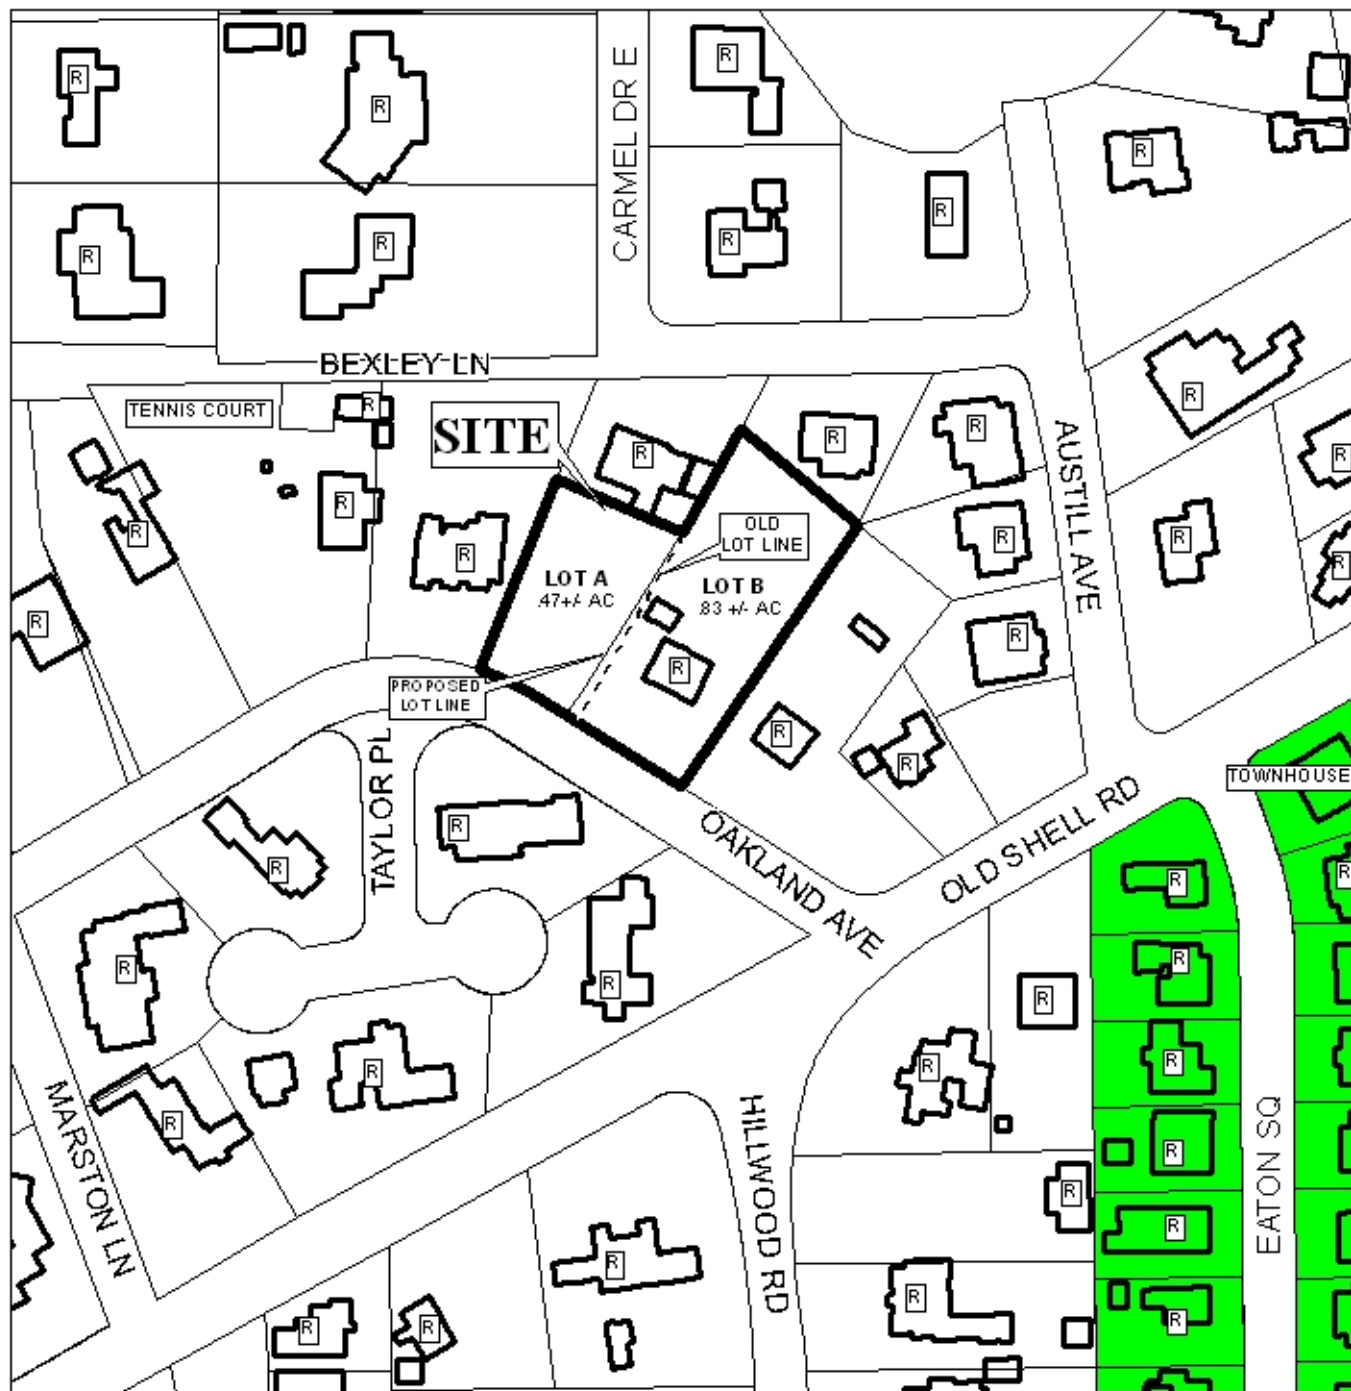 R
R
R
CARMEL DR E
R
R
R
R
R
R
BEXLEY LN
TENNIS COURT
R
SITE
R
R
R
AUSTILL AVE
R
R
R
R
R
OLD
LOT LINE
R
R
R
LOT A
.47+/- AC
LOT B
.83 +/- AC
R
R
R
R
PROPOSED
LOT LINE
R
R
TAYLOR PL
TOWNHOUSE
OAKLAND AVE
OLD SHELL RD
R
R
R
R
R
R
R
R
R
R
R
R
MARSTON LN
HILLWOOD RD
EATON SQ
R
R
R
R
R
R
R
R
R